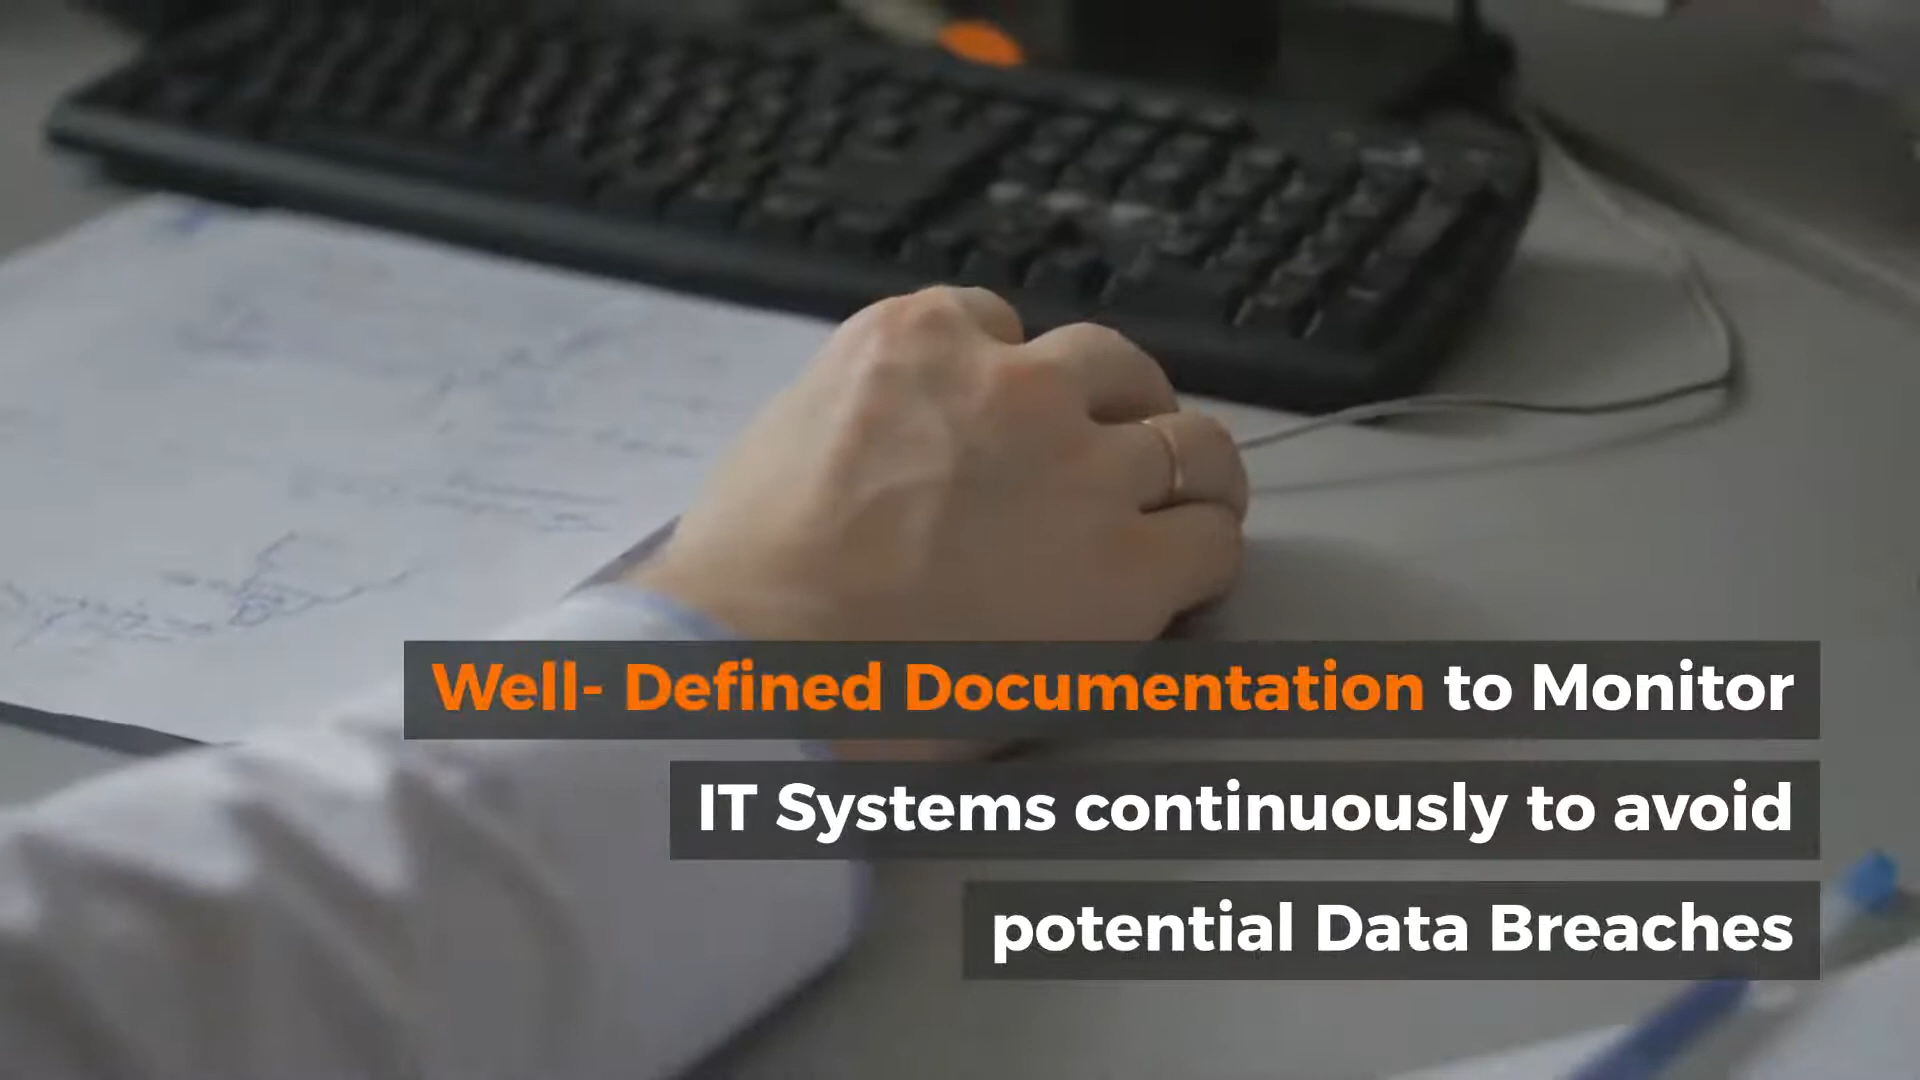 Well- Defined Documentation to Monitor
IT Systems continuously to avoid
potential Data Breaches